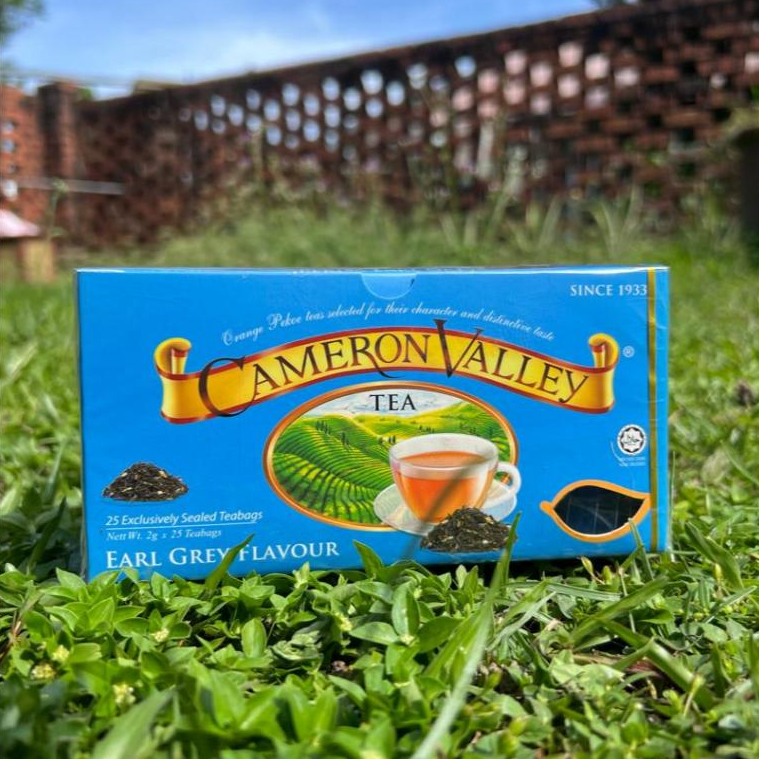 SINCE 1933
Orange Pekoe teas selected for their character and distinctive taste
CAMERON VALLEY
®
TEA
25 Exclusively Sealed Teabags
Nett Wt. 2g x 25 Teabags
EARL GREY FLAVOUR